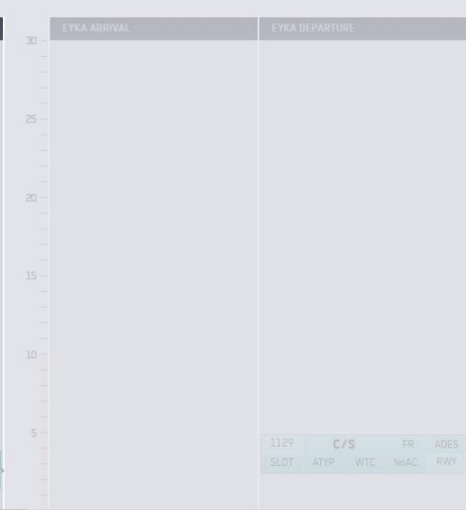 EYKA ARRIVAL EYKA DEPARTURE
30
25
20
15
10
5
1129 C/S FR. ADES
SLOT ATYP WTC NoAC RWY